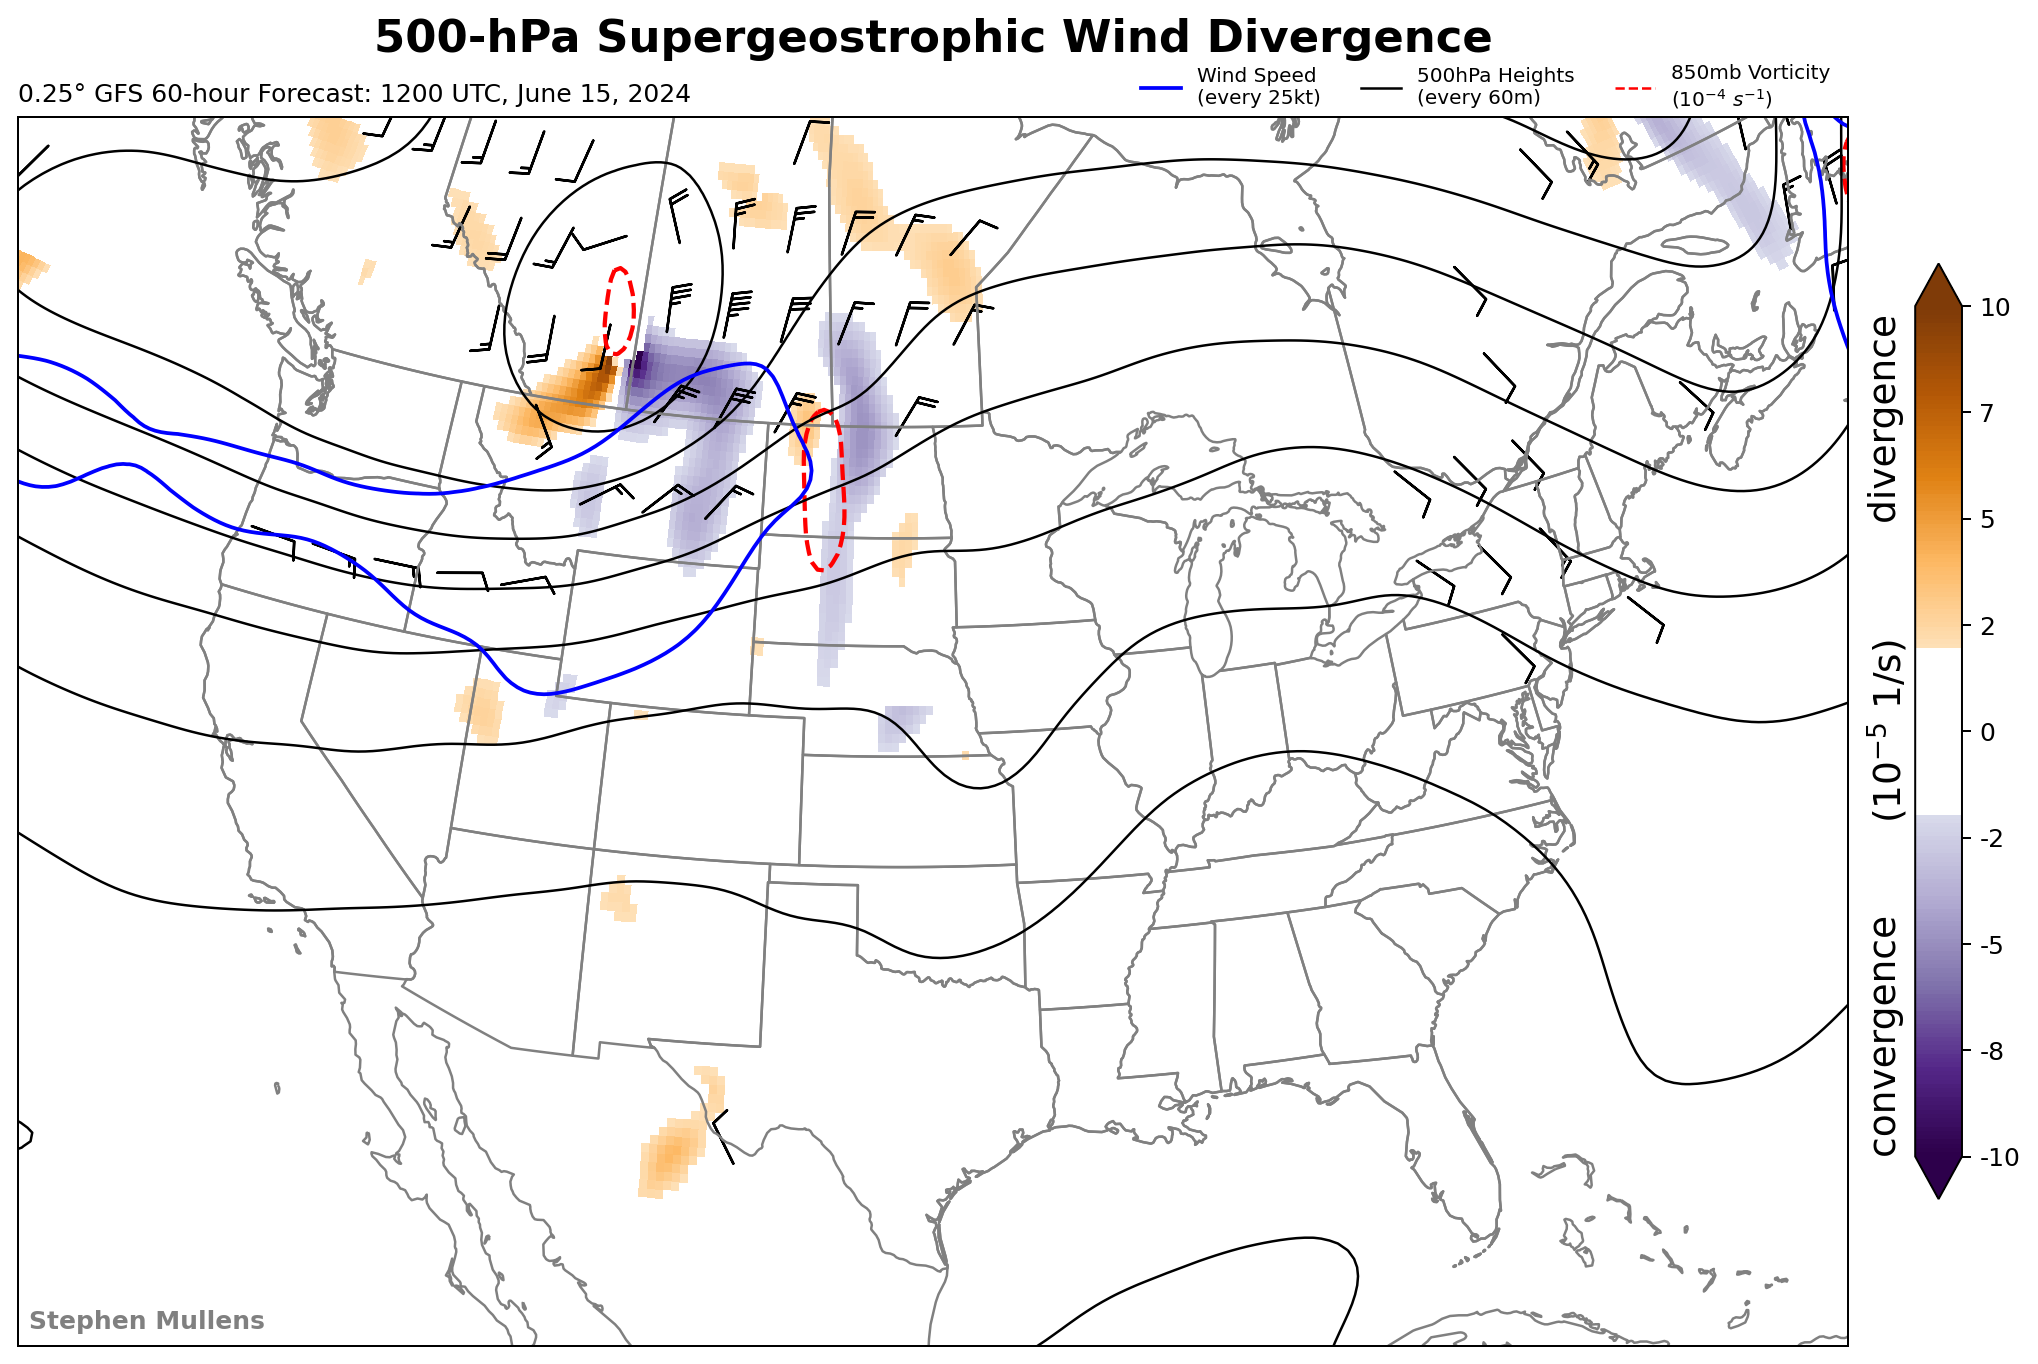 500-hPa Supergeostrophic Wind Divergence
0.25° GFS 60-hour Forecast: 1200 UTC, June 15, 2024
Wind Speed
(every 25kt)
500hPa Heights
(every 60m)
850mb Vorticity
(10⁻⁴ s⁻¹)
10
7
5
2
0
-2
-5
-8
-10
convergence (10⁻⁵ 1/s) divergence
Stephen Mullens